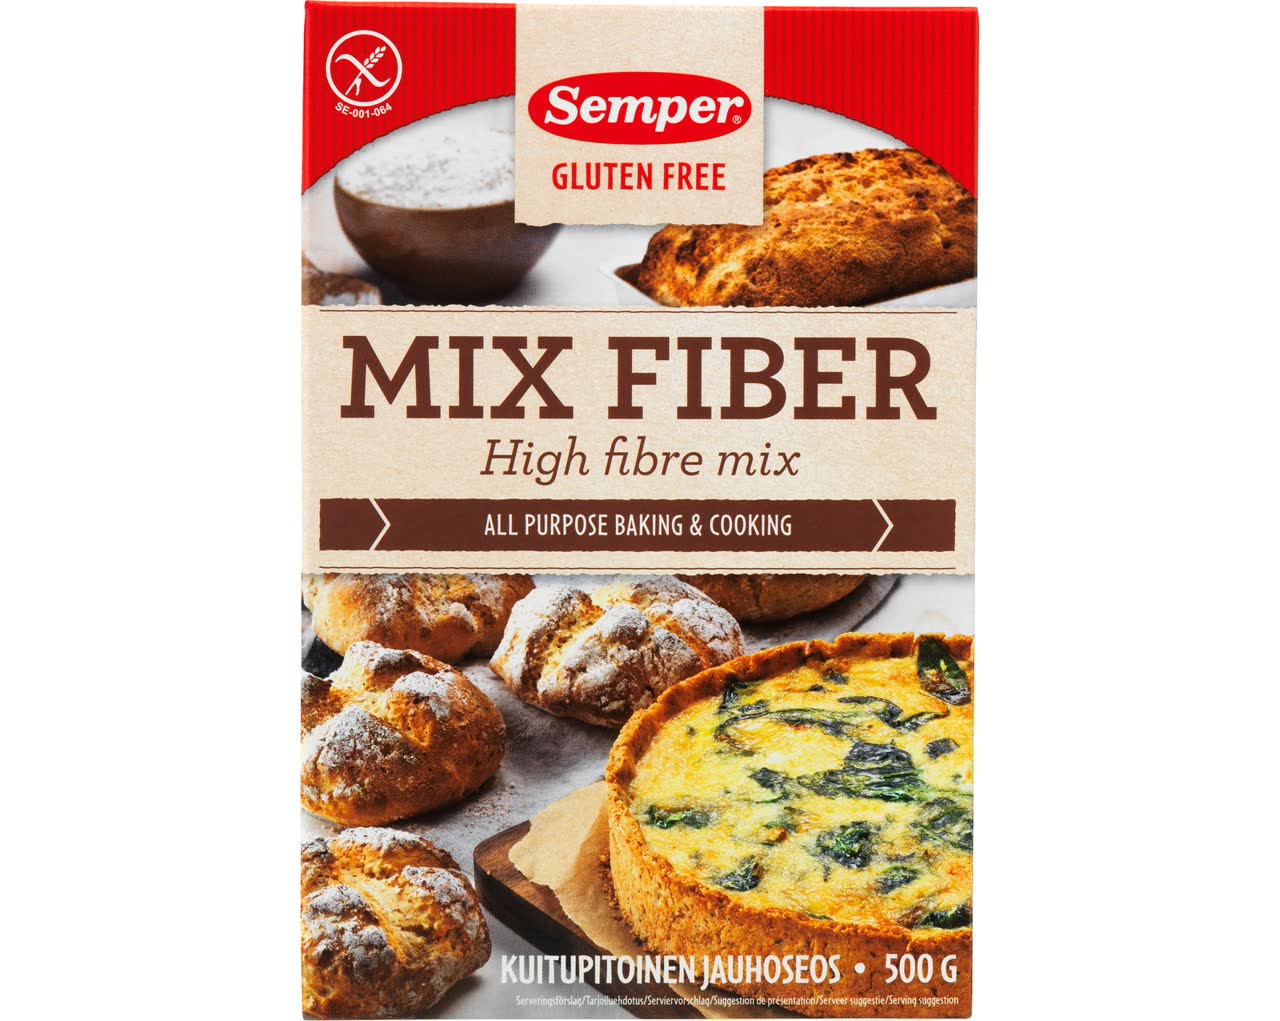 SE-001-064
Semper®
GLUTEN FREE
MIX FIBER
High fibre mix
ALL PURPOSE BAKING & COOKING
KUITUPITOINEN JAUHOSEOS • 500 G
Serveringsförslag/Tarjoiluehdotus/Serviervorschlag/Suggestion de présentation/Serveer suggestie/Serving suggestion